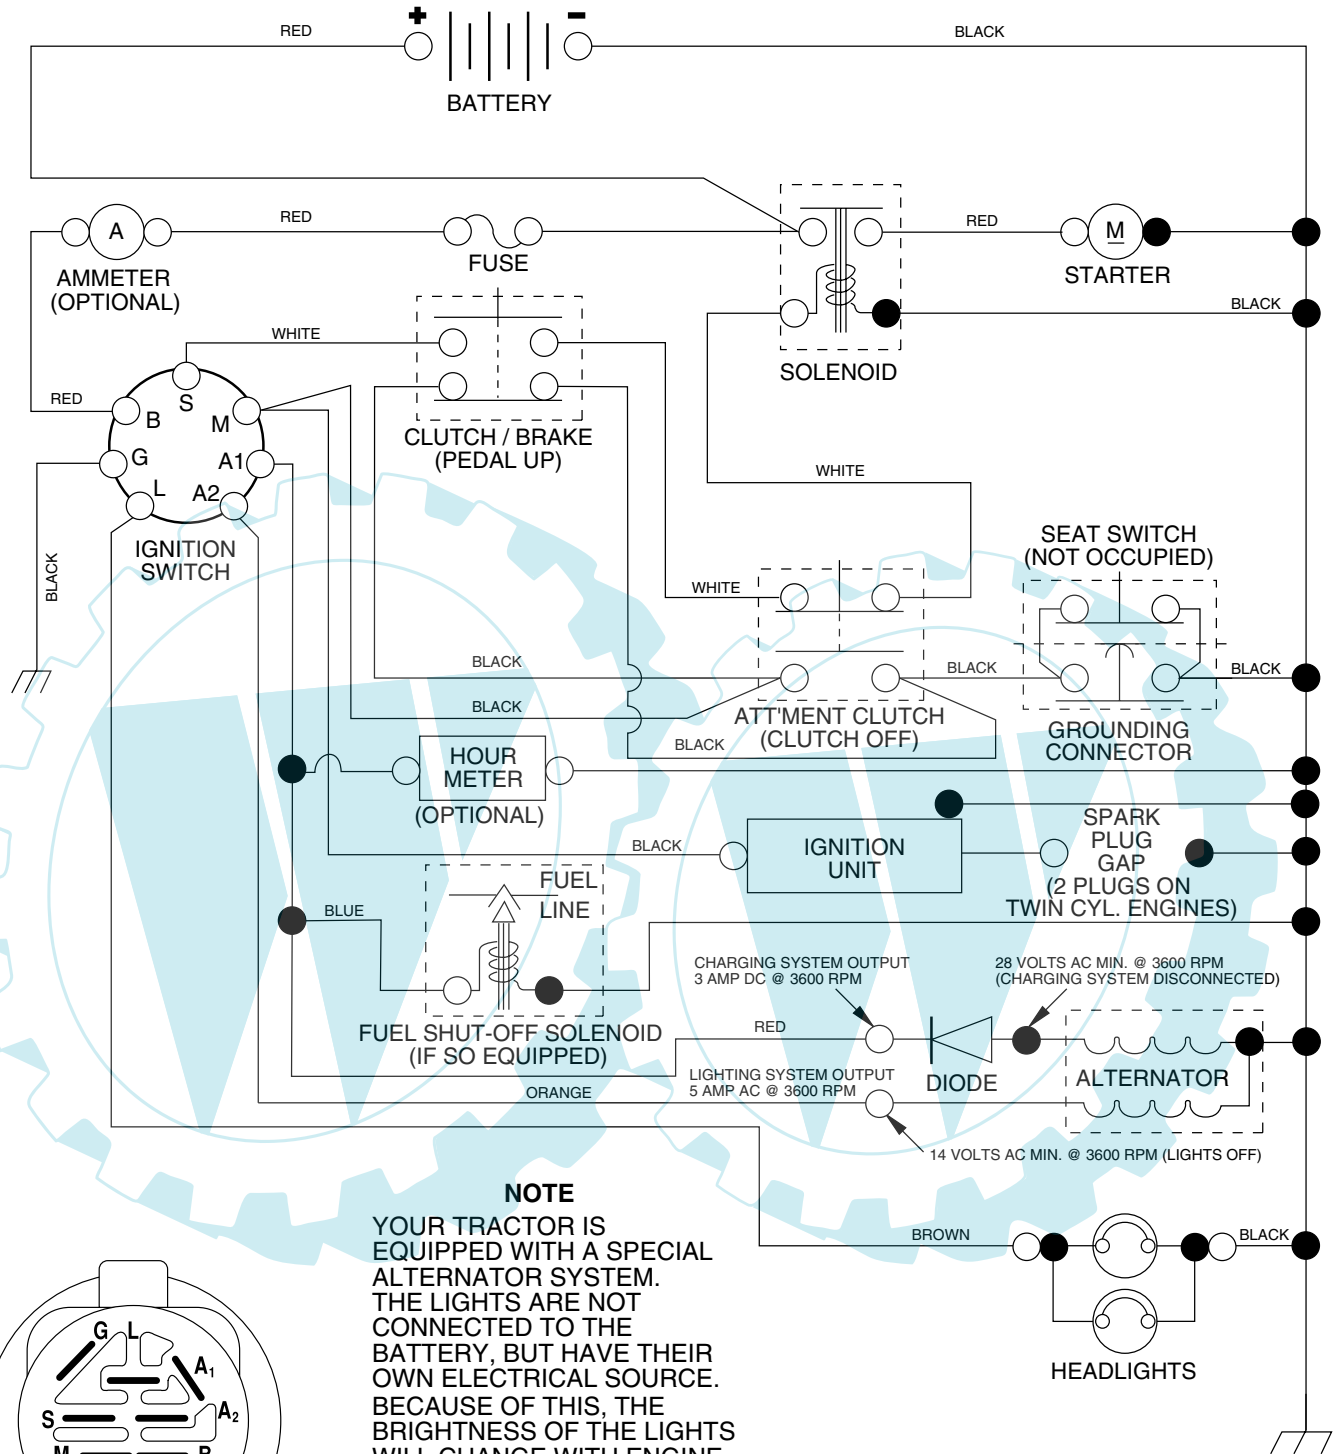 + -
RED
BLACK
BATTERY
A
RED
RED
M
AMMETER
(OPTIONAL)
FUSE
STARTER
BLACK
WHITE
SOLENOID
RED
S
B
M
G
A1
L
A2
CLUTCH / BRAKE
(PEDAL UP)
WHITE
IGNITION
SWITCH
BLACK
SEAT SWITCH
(NOT OCCUPIED)
WHITE
BLACK
BLACK
BLACK
BLACK
ATT'MENT CLUTCH
(CLUTCH OFF)
BLACK
GROUNDING
CONNECTOR
HOUR
METER
(OPTIONAL)
BLACK
IGNITION
UNIT
SPARK
PLUG
GAP
(2 PLUGS ON
TWIN CYL. ENGINES)
FUEL
LINE
BLUE
CHARGING SYSTEM OUTPUT
3 AMP DC @ 3600 RPM
28 VOLTS AC MIN. @ 3600 RPM
(CHARGING SYSTEM DISCONNECTED)
FUEL SHUT-OFF SOLENOID
(IF SO EQUIPPED)
RED
LIGHTING SYSTEM OUTPUT
5 AMP AC @ 3600 RPM
DIODE
ALTERNATOR
ORANGE
14 VOLTS AC MIN. @ 3600 RPM (LIGHTS OFF)
NOTE
YOUR TRACTOR IS
EQUIPPED WITH A SPECIAL
ALTERNATOR SYSTEM.
THE LIGHTS ARE NOT
CONNECTED TO THE
BATTERY, BUT HAVE THEIR
OWN ELECTRICAL SOURCE.
BECAUSE OF THIS, THE
BRIGHTNESS OF THE LIGHTS
WILL CHANGE WITH ENGINE
BROWN
BLACK
HEADLIGHTS
G L
A1
S
A2
M
B